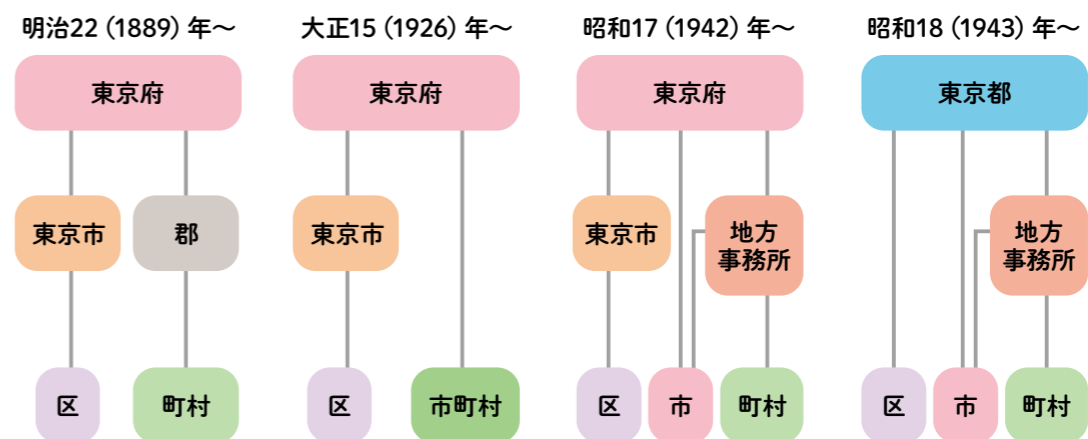 明治22（1889）年〜
東京府
東京市
郡
区
町村
大正15（1926）年〜
東京府
東京市
区
市町村
昭和17（1942）年〜
東京府
東京市
地方
事務所
区
市
町村
昭和18（1943）年〜
東京都
地方
事務所
区
市
町村